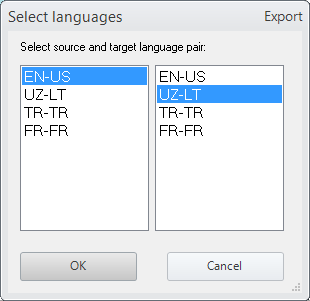 Select languages
Export
Select source and target language pair:
EN-US
UZ-LT
TR-TR
FR-FR
EN-US
UZ-LT
TR-TR
FR-FR
OK
Cancel